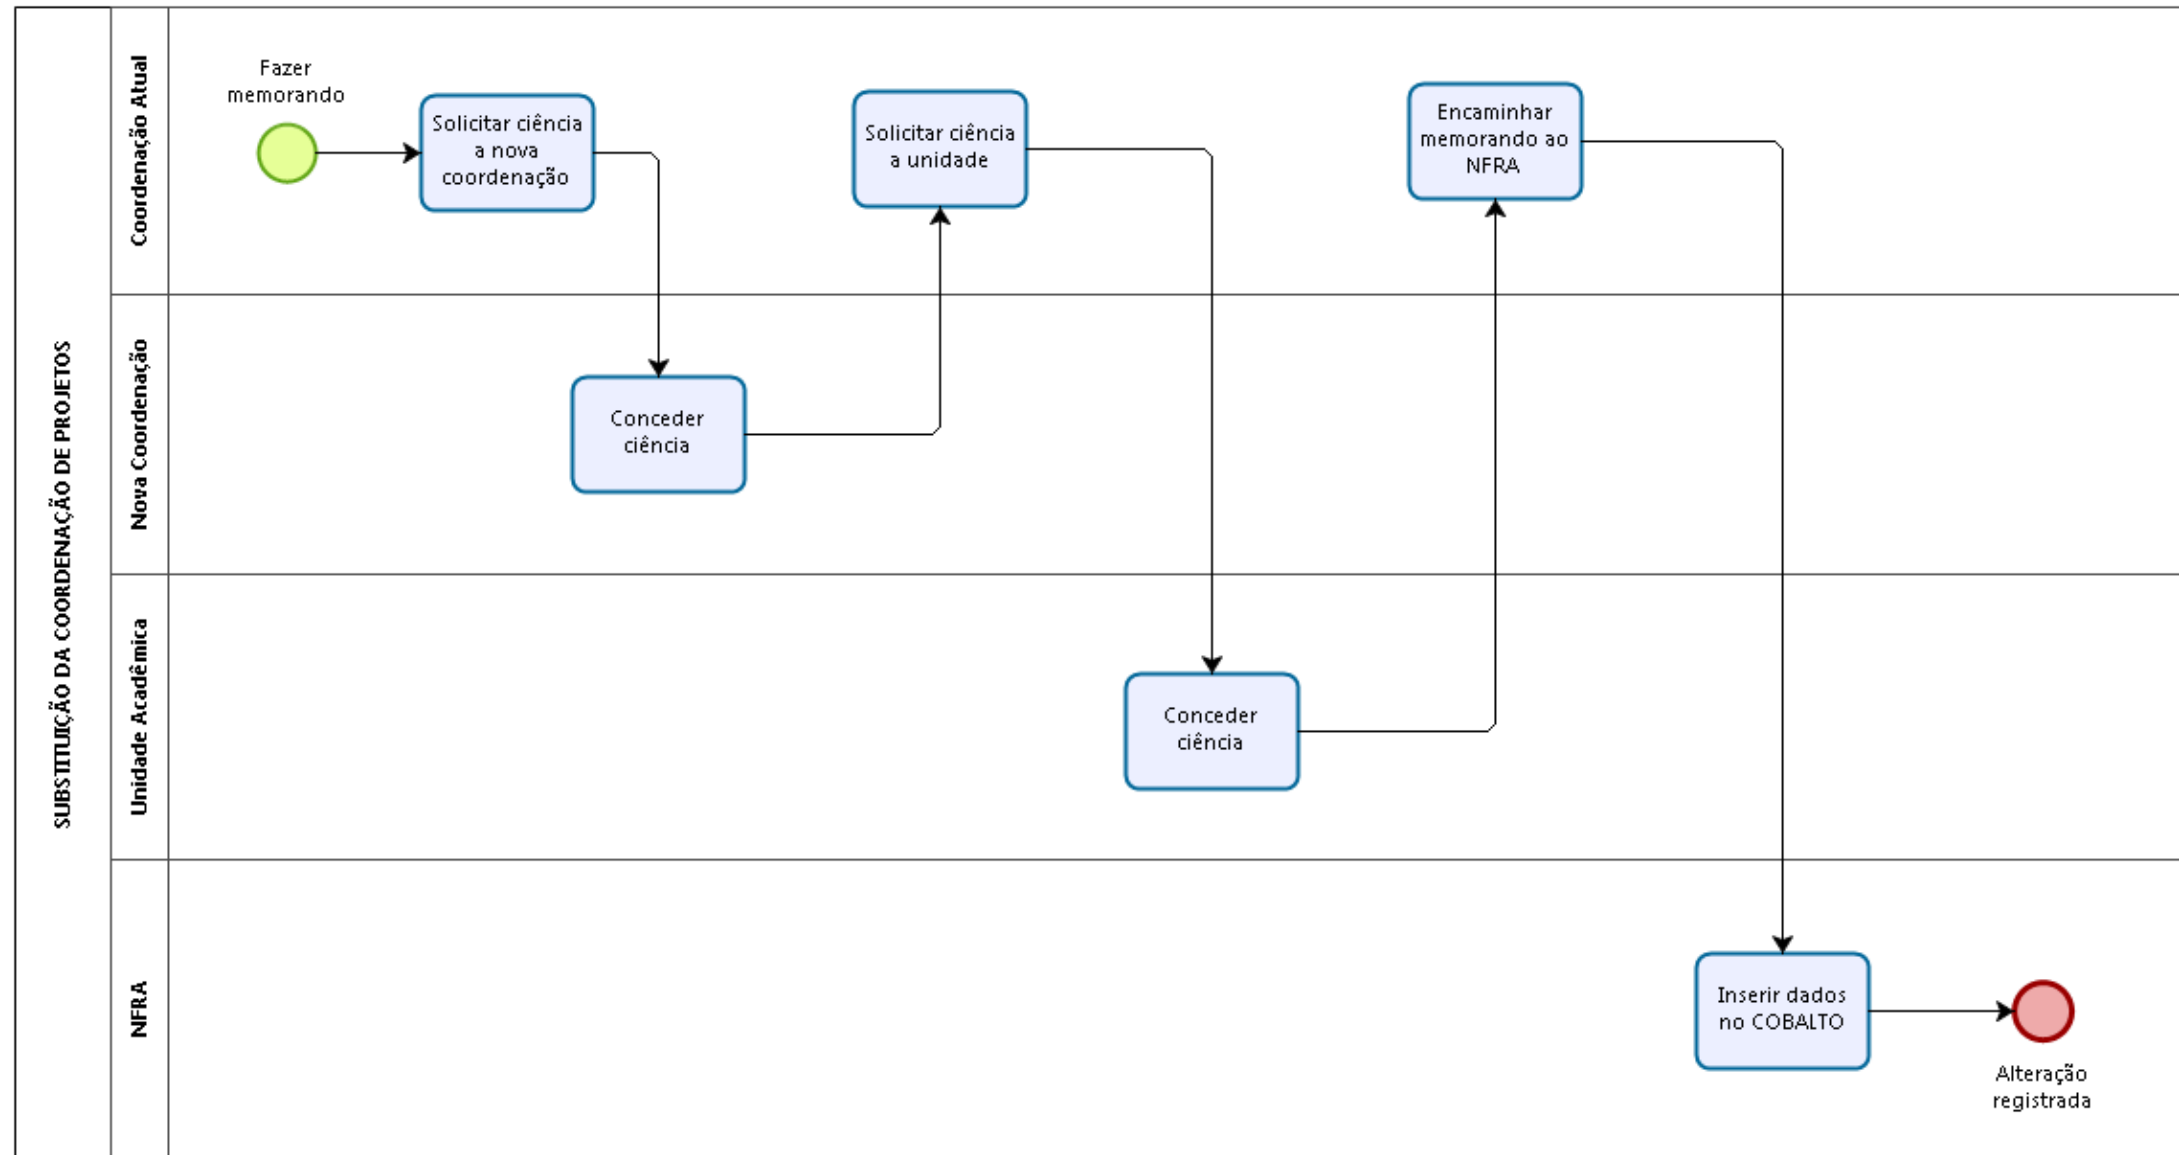 SUBSTITUIÇÃO DA COORDENAÇÃO DE PROJETOS
Coordenação Atual
Fazer
memorando
Solicitar ciência
a nova
coordenação
Solicitar ciência
a unidade
Encaminhar
memorando ao
NFRA
Nova Coordenação
Conceder
ciência
Unidade Acadêmica
Conceder
ciência
NFRA
Inserir dados
no COBALTO
Alteração
registrada